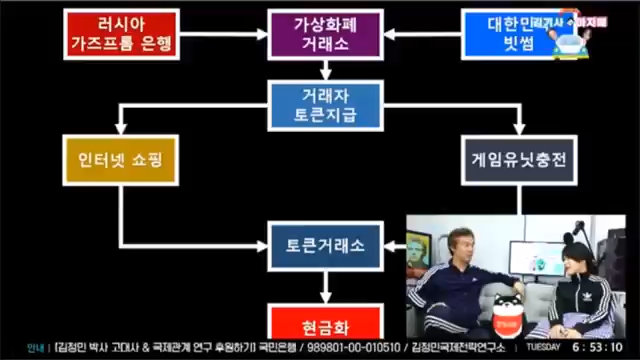 러시아
가즈프롬 은행
가상화폐
거래소
대한민
빗썸
거래자
토큰지급
인터넷 쇼핑
게임유닛충전
토큰거래소
현금화
안내 | [김정민 박사 고대사 & 국제관계 연구 후원하기] 국민은행 / 989801-00-010510 / 김정민국제전략연구소 TUESDAY 6:53:10